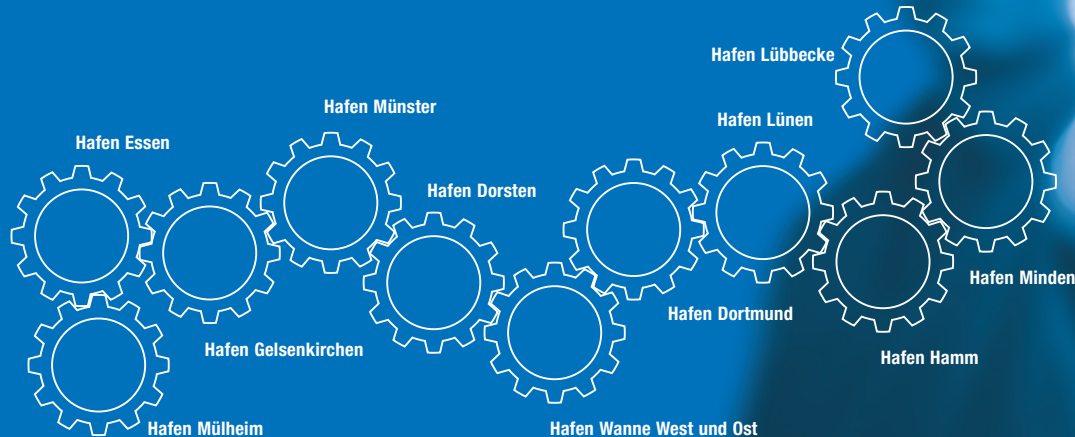 Hafen Lübbecke
Hafen Münster
Hafen Lünen
Hafen Essen
Hafen Dorsten
Hafen Minden
Hafen Dortmund
Hafen Gelsenkirchen
Hafen Hamm
Hafen Mülheim
Hafen Wanne West und Ost